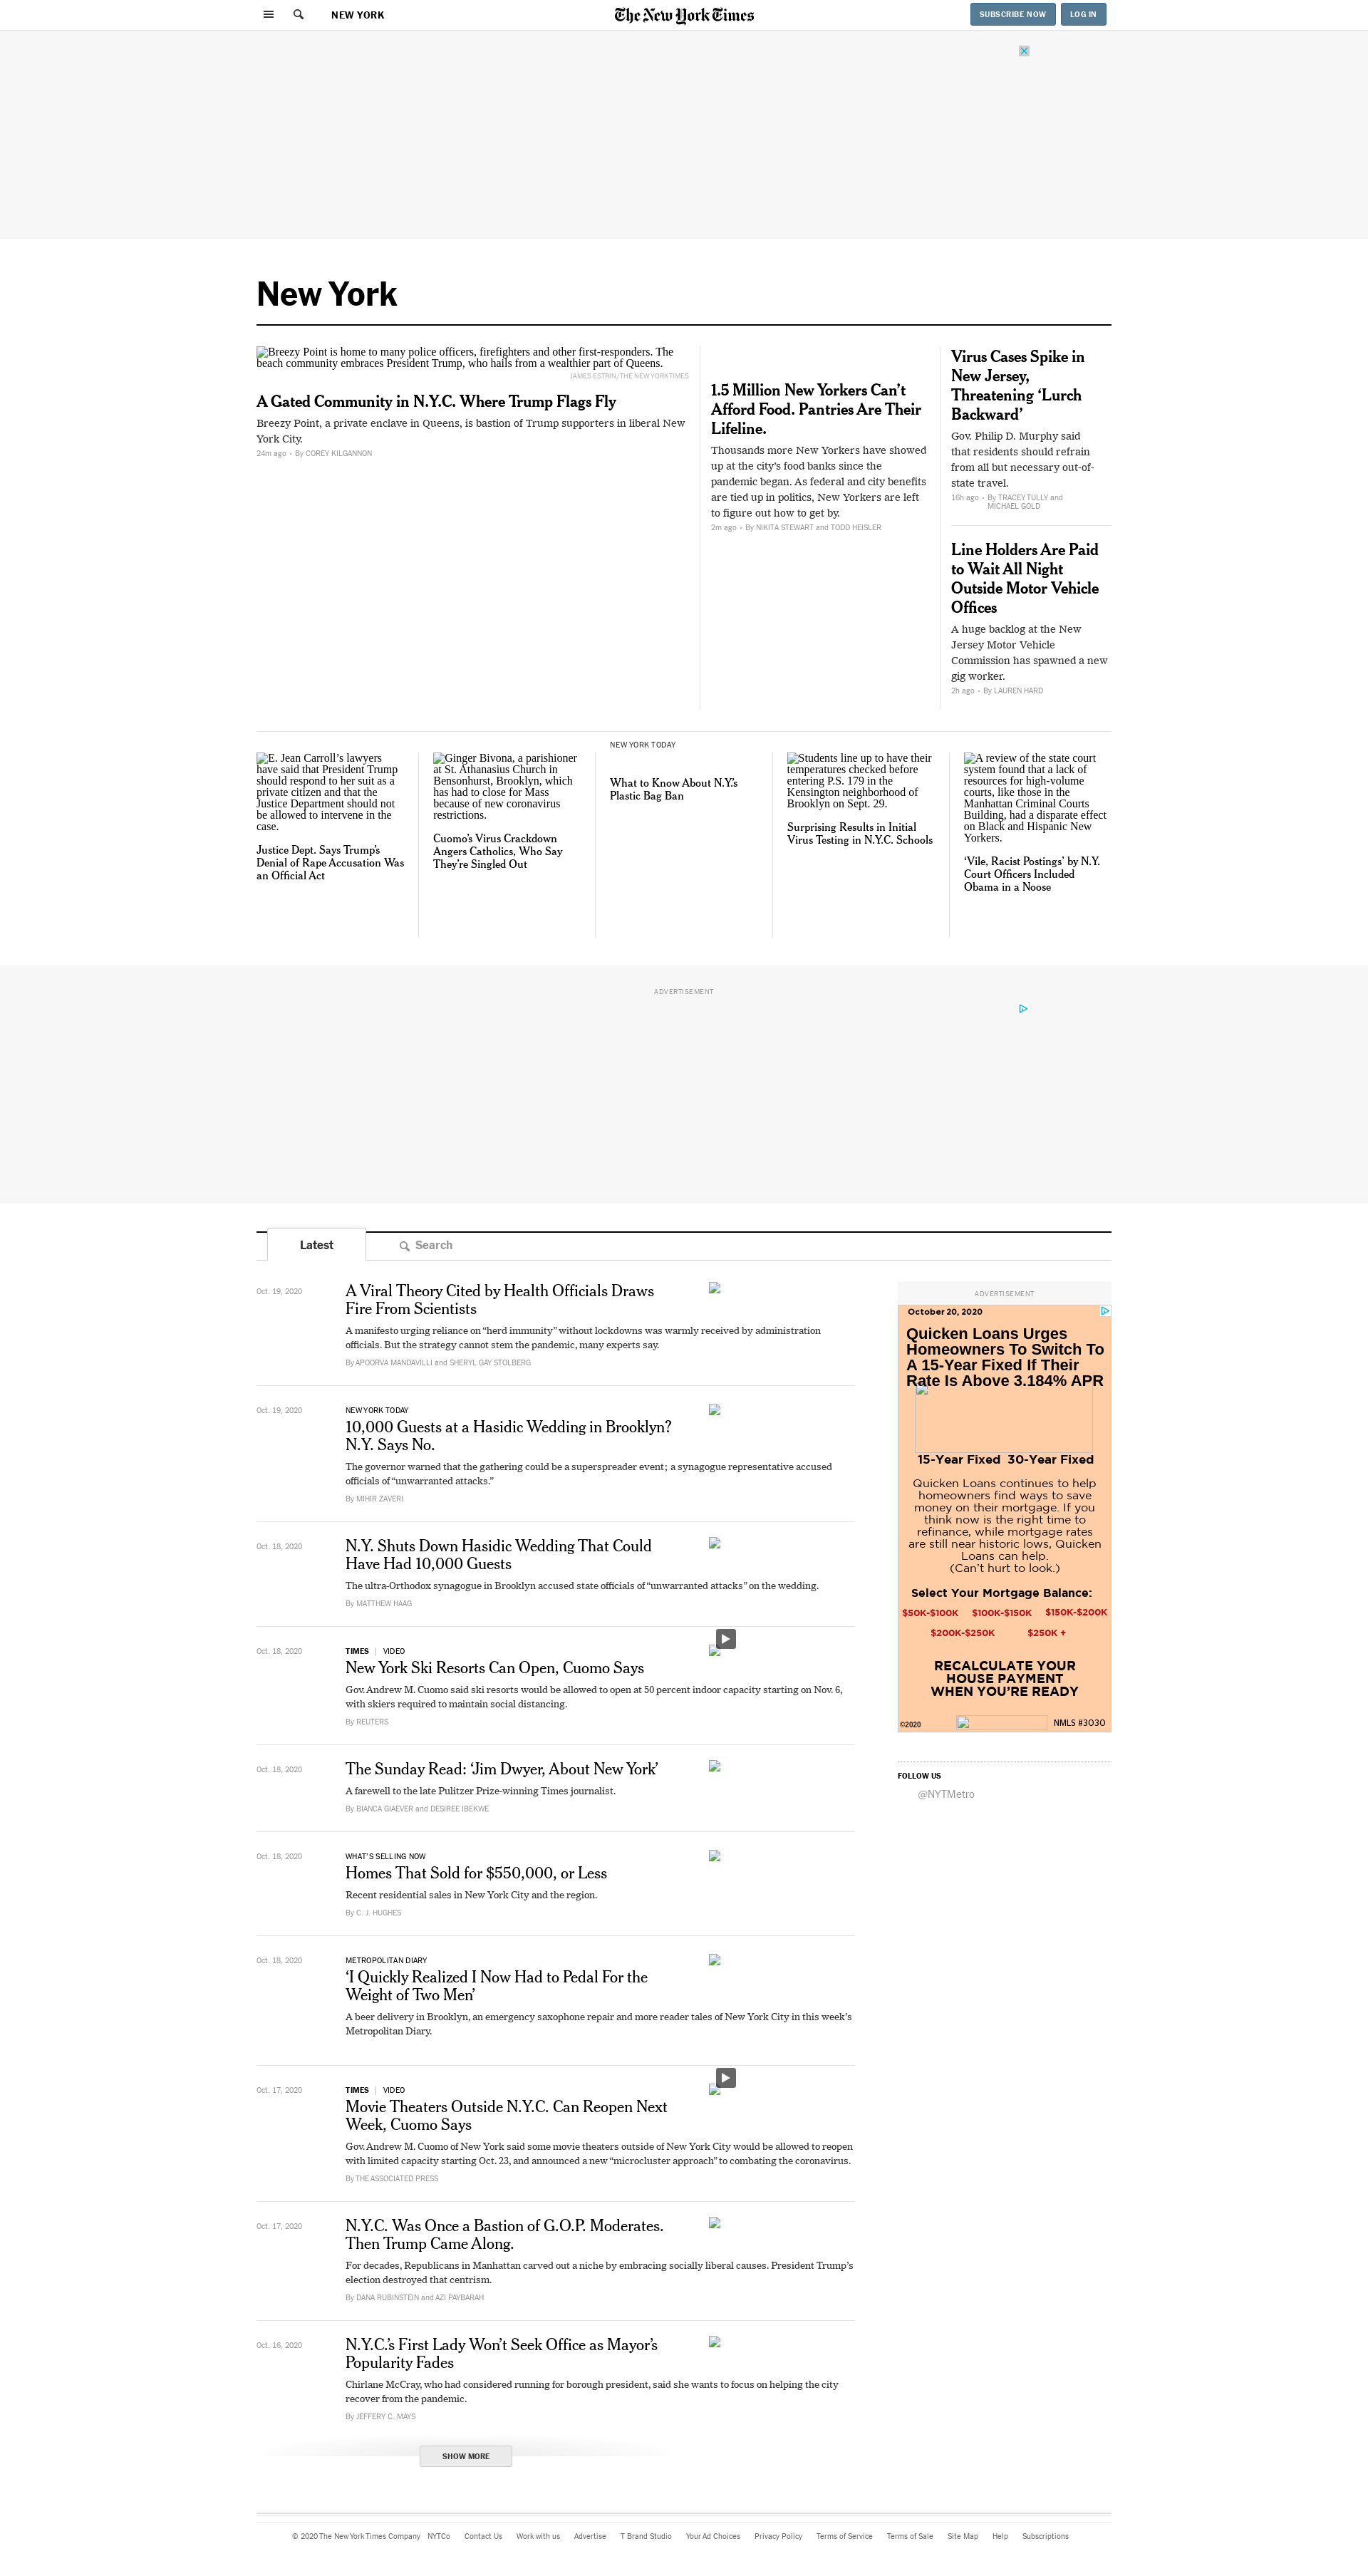 NEW YORK
The New York Times
SUBSCRIBE NOW
LOG IN
New York
Breezy Point is home to many police officers, firefighters and other first-responders. The
beach community embraces President Trump, who hails from a wealthier part of Queens.
JAMES ESTRIN/THE NEW YORK TIMES
A Gated Community in N.Y.C. Where Trump Flags Fly
Breezy Point, a private enclave in Queens, is bastion of Trump supporters in liberal New
York City.
24m ago • By COREY KILGANNON
1.5 Million New Yorkers Can’t
Afford Food. Pantries Are Their
Lifeline.
Thousands more New Yorkers have showed
up at the city’s food banks since the
pandemic began. As federal and city benefits
are tied up in politics, New Yorkers are left
to figure out how to get by.
2m ago • By NIKITA STEWART and TODD HEISLER
Virus Cases Spike in
New Jersey,
Threatening ‘Lurch
Backward’
Gov. Philip D. Murphy said
that residents should refrain
from all but necessary out-of-
state travel.
16h ago • By TRACEY TULLY and
MICHAEL GOLD
Line Holders Are Paid
to Wait All Night
Outside Motor Vehicle
Offices
A huge backlog at the New
Jersey Motor Vehicle
Commission has spawned a new
gig worker.
2h ago • By LAUREN HARD
E. Jean Carroll’s lawyers
have said that President Trump
should respond to her suit as a
private citizen and that the
Justice Department should not
be allowed to intervene in the
case.
Justice Dept. Says Trump’s
Denial of Rape Accusation Was
an Official Act
Ginger Bivona, a parishioner
at St. Athanasius Church in
Bensonhurst, Brooklyn, which
has had to close for Mass
because of new coronavirus
restrictions.
Cuomo’s Virus Crackdown
Angers Catholics, Who Say
They’re Singled Out
NEW YORK TODAY
What to Know About N.Y.’s
Plastic Bag Ban
Students line up to have their
temperatures checked before
entering P.S. 179 in the
Kensington neighborhood of
Brooklyn on Sept. 29.
Surprising Results in Initial
Virus Testing in N.Y.C. Schools
A review of the state court
system found that a lack of
resources for high-volume
courts, like those in the
Manhattan Criminal Courts
Building, had a disparate effect
on Black and Hispanic New
Yorkers.
‘Vile, Racist Postings’ by N.Y.
Court Officers Included
Obama in a Noose
ADVERTISEMENT
Latest
Search
Oct. 19, 2020
A Viral Theory Cited by Health Officials Draws
Fire From Scientists
A manifesto urging reliance on “herd immunity” without lockdowns was warmly received by administration
officials. But the strategy cannot stem the pandemic, many experts say.
By APOORVA MANDAVILLI and SHERYL GAY STOLBERG
Oct. 19, 2020
NEW YORK TODAY
10,000 Guests at a Hasidic Wedding in Brooklyn?
N.Y. Says No.
The governor warned that the gathering could be a superspreader event; a synagogue representative accused
officials of “unwarranted attacks.”
By MIHIR ZAVERI
Oct. 18, 2020
N.Y. Shuts Down Hasidic Wedding That Could
Have Had 10,000 Guests
The ultra-Orthodox synagogue in Brooklyn accused state officials of “unwarranted attacks” on the wedding.
By MATTHEW HAAG
Oct. 18, 2020
TIMES | VIDEO
New York Ski Resorts Can Open, Cuomo Says
Gov. Andrew M. Cuomo said ski resorts would be allowed to open at 50 percent indoor capacity starting on Nov. 6,
with skiers required to maintain social distancing.
By REUTERS
Oct. 18, 2020
The Sunday Read: ‘Jim Dwyer, About New York’
A farewell to the late Pulitzer Prize-winning Times journalist.
By BIANCA GIAEVER and DESIREE IBEKWE
Oct. 18, 2020
WHAT’S SELLING NOW
Homes That Sold for $550,000, or Less
Recent residential sales in New York City and the region.
By C. J. HUGHES
Oct. 18, 2020
METROPOLITAN DIARY
‘I Quickly Realized I Now Had to Pedal For the
Weight of Two Men’
A beer delivery in Brooklyn, an emergency saxophone repair and more reader tales of New York City in this week’s
Metropolitan Diary.
Oct. 17, 2020
TIMES | VIDEO
Movie Theaters Outside N.Y.C. Can Reopen Next
Week, Cuomo Says
Gov. Andrew M. Cuomo of New York said some movie theaters outside of New York City would be allowed to reopen
with limited capacity starting Oct. 23, and announced a new “microcluster approach” to combating the coronavirus.
By THE ASSOCIATED PRESS
Oct. 17, 2020
N.Y.C. Was Once a Bastion of G.O.P. Moderates.
Then Trump Came Along.
For decades, Republicans in Manhattan carved out a niche by embracing socially liberal causes. President Trump’s
election destroyed that centrism.
By DANA RUBINSTEIN and AZI PAYBARAH
Oct. 16, 2020
N.Y.C.’s First Lady Won’t Seek Office as Mayor’s
Popularity Fades
Chirlane McCray, who had considered running for borough president, said she wants to focus on helping the city
recover from the pandemic.
By JEFFERY C. MAYS
SHOW MORE
ADVERTISEMENT
October 20, 2020
Quicken Loans Urges
Homeowners To Switch To
A 15-Year Fixed If Their
Rate Is Above 3.184% APR
15-Year Fixed 30-Year Fixed
Quicken Loans continues to help
homeowners find ways to save
money on their mortgage. If you
think now is the right time to
refinance, while mortgage rates
are still near historic lows, Quicken
Loans can help.
(Can’t hurt to look.)
Select Your Mortgage Balance:
$50K-$100K $100K-$150K $150K-$200K
$200K-$250K $250K +
RECALCULATE YOUR
HOUSE PAYMENT
WHEN YOU’RE READY
©2020
NMLS #3030
FOLLOW US
@NYTMetro
© 2020 The New York Times Company NYTCo Contact Us Work with us Advertise T Brand Studio Your Ad Choices Privacy Policy Terms of Service Terms of Sale Site Map Help Subscriptions